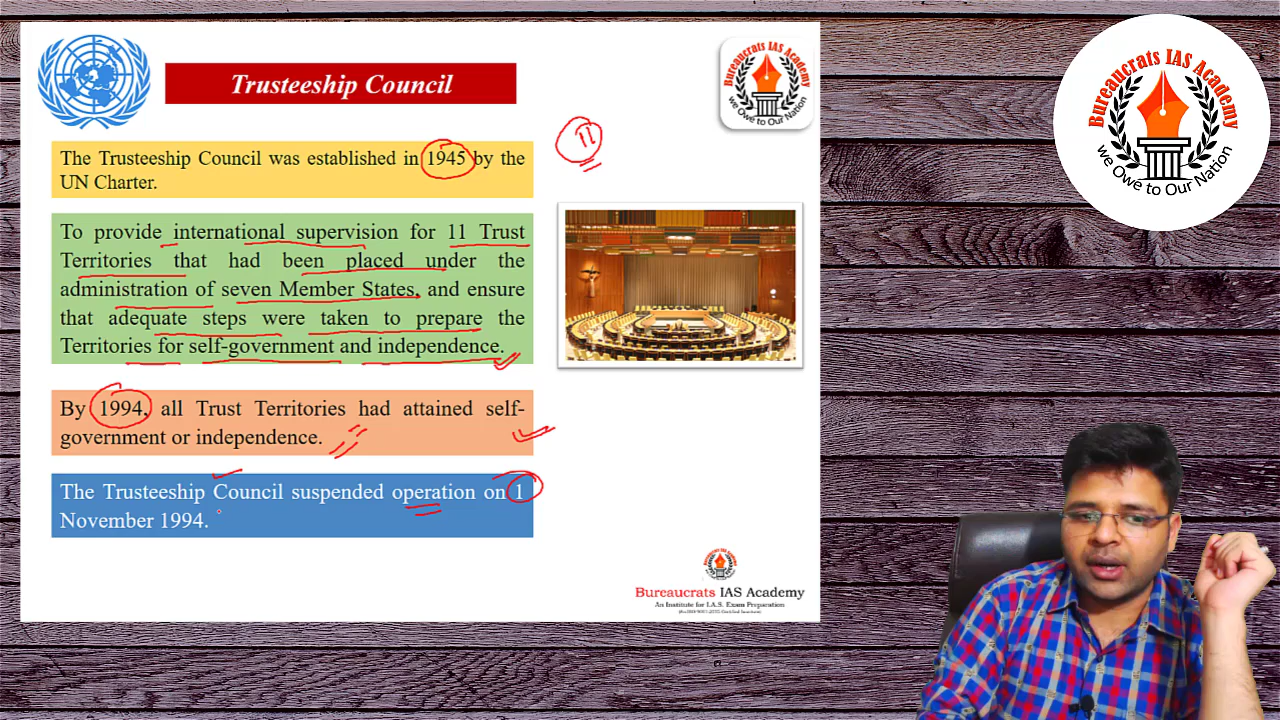 Trusteeship Council
Bureaucrats IAS Academy
we Owe to Our Nation
Bureaucrats IAS Academy
we Owe to Our Nation
11
The Trusteeship Council was established in 1945 by the
UN Charter.
To provide international supervision for 11 Trust
Territories that had been placed under the
administration of seven Member States, and ensure
that adequate steps were taken to prepare the
Territories for self-government and independence.
By 1994, all Trust Territories had attained self-
government or independence.
The Trusteeship Council suspended operation on 1
November 1994.
Bureaucrats IAS Academy
An Institute for I.A.S. Exam Preparation